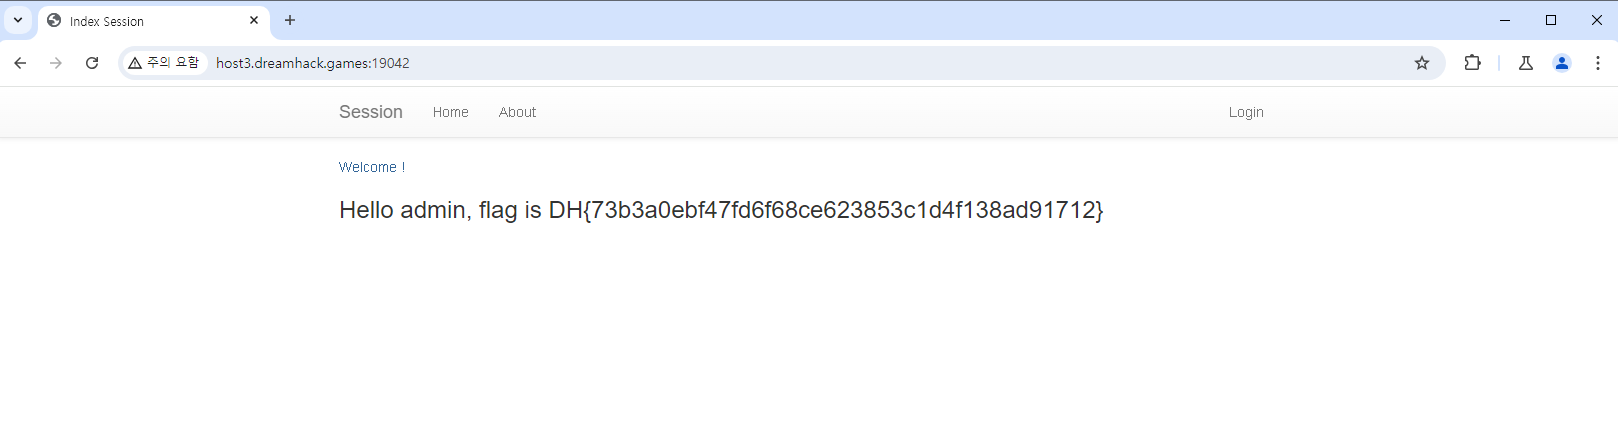 Index Session
주의 요함 host3.dreamhack.games:19042
Session Home About Login
Welcome !
Hello admin, flag is DH{73b3a0ebf47fd6f68ce623853c1d4f138ad91712}